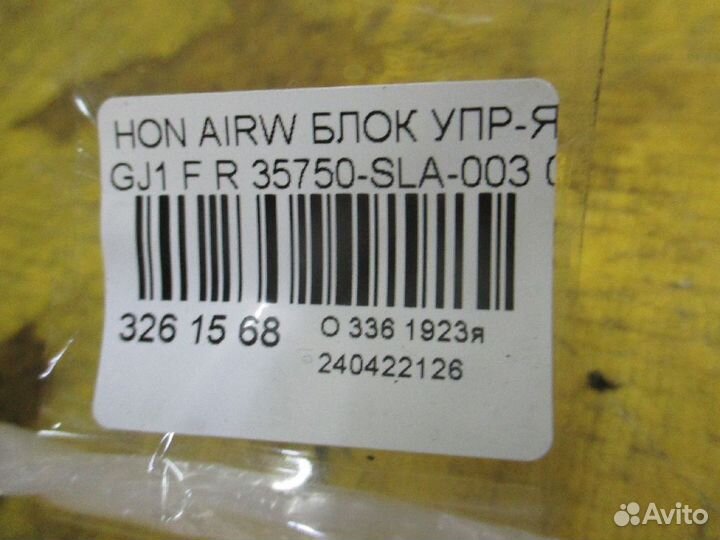 HON AIRW БЛОК УПР-Я
GJ1 F R 35750-SLA-003
326 15 68 О 336 1923я
240422126
Avito